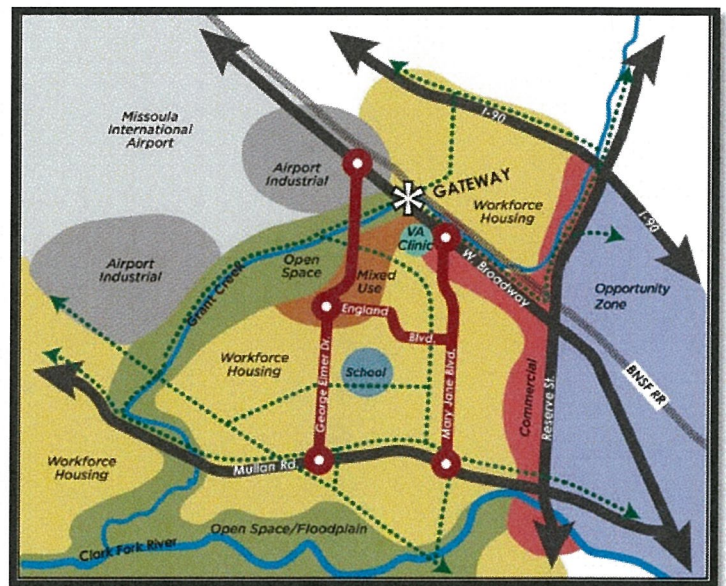 Missoula
International
Airport
Airport
Industrial
I-90
GATEWAY
Workforce
Housing
I-90
VA
Clinic
W. Broadway
Open
Space
Mixed
Use
Airport
Industrial
Grant Creek
Opportunity
Zone
England
Blvd.
Workforce
Housing
School
George Elmer Dr.
Mary Jane Blvd.
Commercial
Reserve St.
BNSF RR
Mullan Rd.
Workforce
Housing
Open Space/Floodplain
Clark Fork River